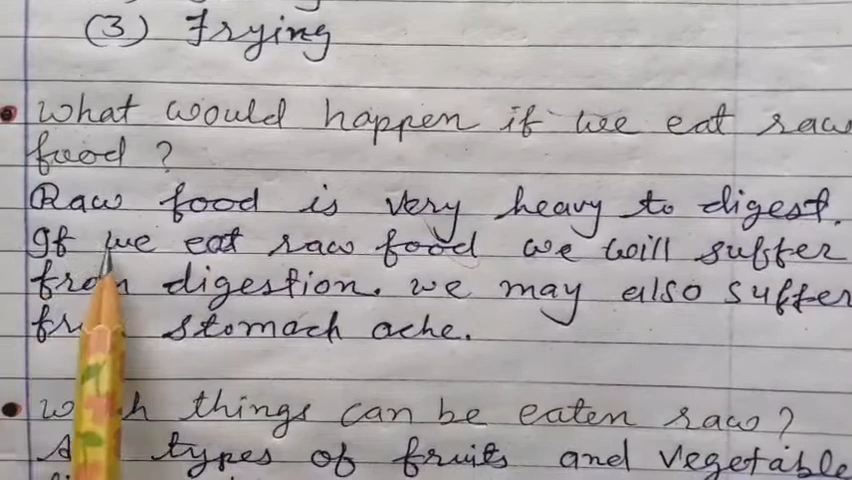 (3) Frying
What would happen if we eat raw
food ?
Raw food is very heavy to digest.
If we eat raw food we will suffer
from digestion. we may also suffer
stomach ache.
things can be eaten raw?
types of fruits and vegetable